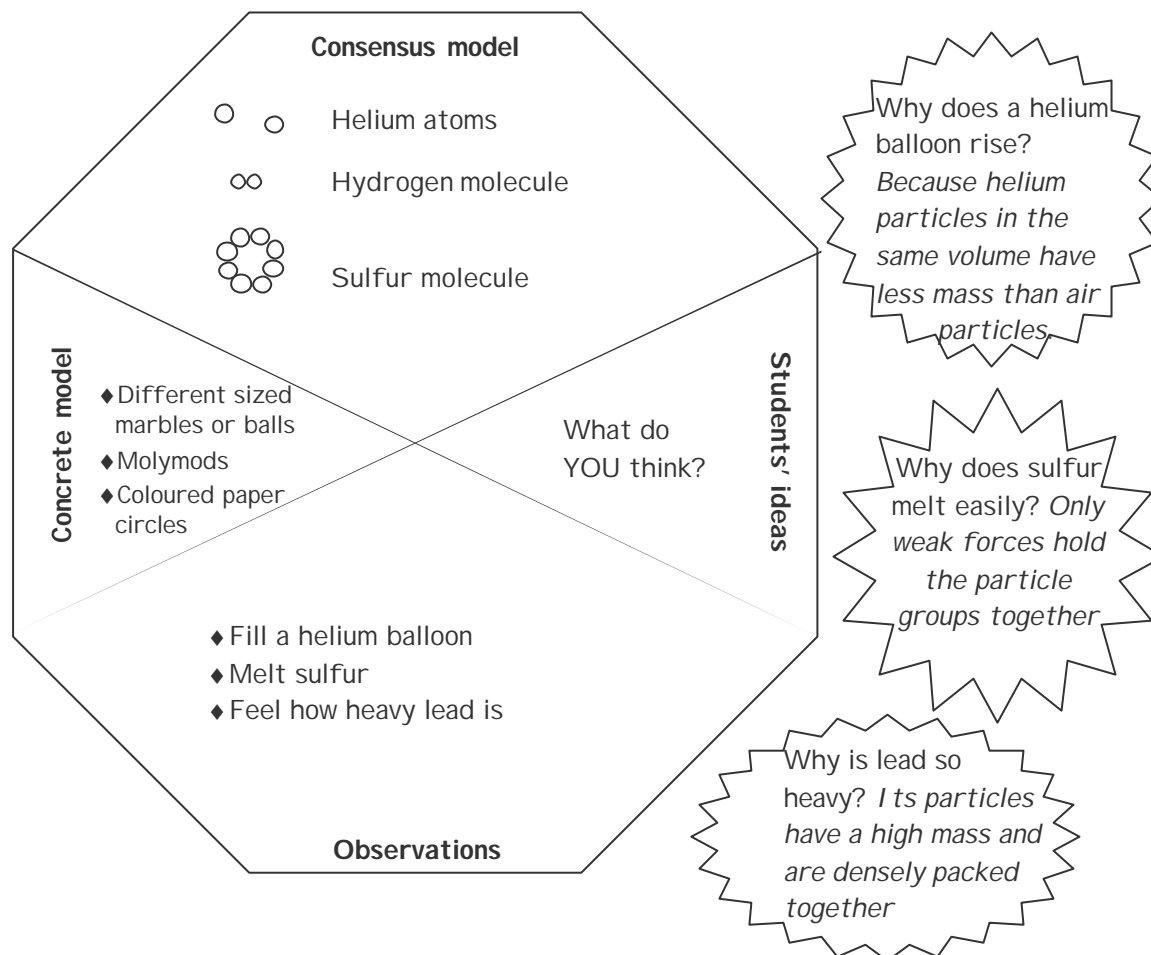 Consensus model
Helium atoms
Hydrogen molecule
Sulfur molecule
Concrete model
♦Different sized
marbles or balls
♦Molymods
♦Coloured paper
circles
What do
YOU think?
Students' ideas
♦Fill a helium balloon
♦Melt sulfur
♦Feel how heavy lead is
Observations
Why does a helium
balloon rise?
Because helium
particles in the
same volume have
less mass than air
particles.
Why does sulfur
melt easily? Only
weak forces hold
the particle
groups together
Why is lead so
heavy? Its particles
have a high mass and
are densely packed
together